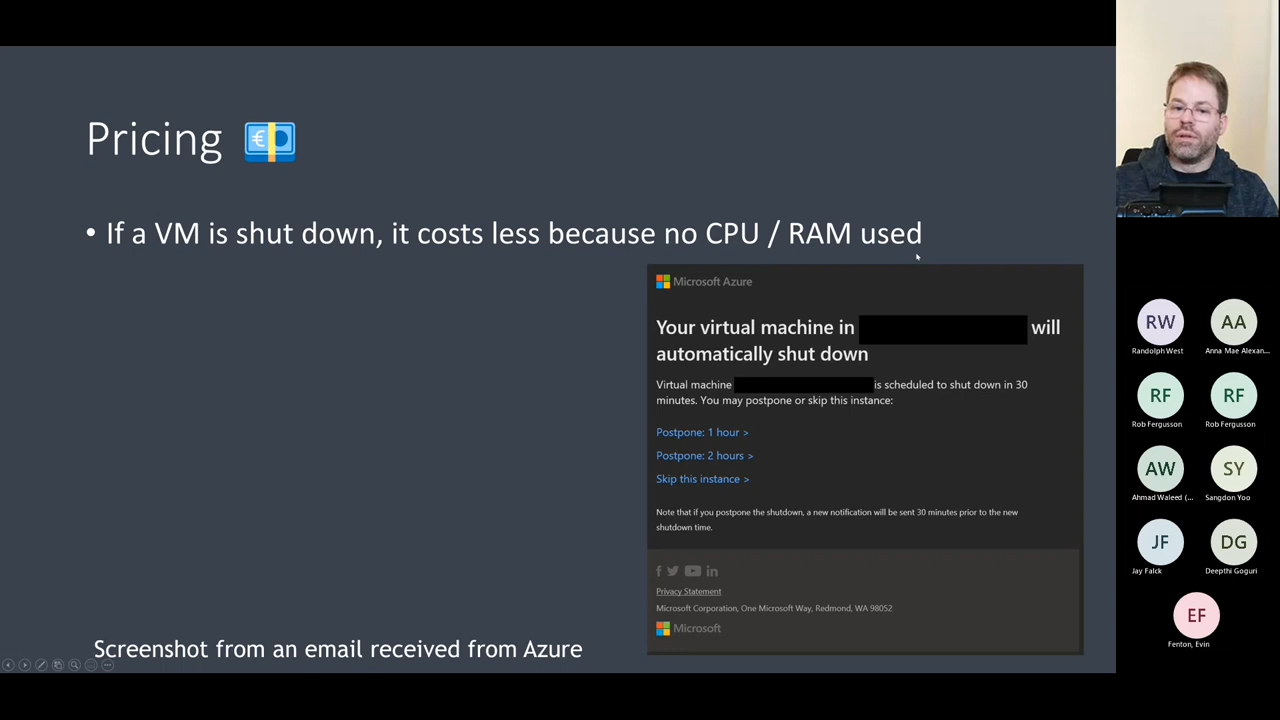 Pricing
• If a VM is shut down, it costs less because no CPU / RAM used
Microsoft Azure
Your virtual machine in will
automatically shut down
Virtual machine is scheduled to shut down in 30
minutes. You may postpone or skip this instance:
Postpone: 1 hour >
Postpone: 2 hours >
Skip this instance >
Note that if you postpone the shutdown, a new notification will be sent 30 minutes prior to the new
shutdown time.
Privacy Statement
Microsoft Corporation, One Microsoft Way, Redmond, WA 98052
Microsoft
Screenshot from an email received from Azure
RW
Randolph West
AA
Anna Mae Alexan...
RF
Rob Fergusson
RF
Rob Fergusson
AW
Ahmad Waleed (...
SY
Sangdon Yoo
JF
Jay Falck
DG
Deepthi Goguri
EF
Fenton, Evin